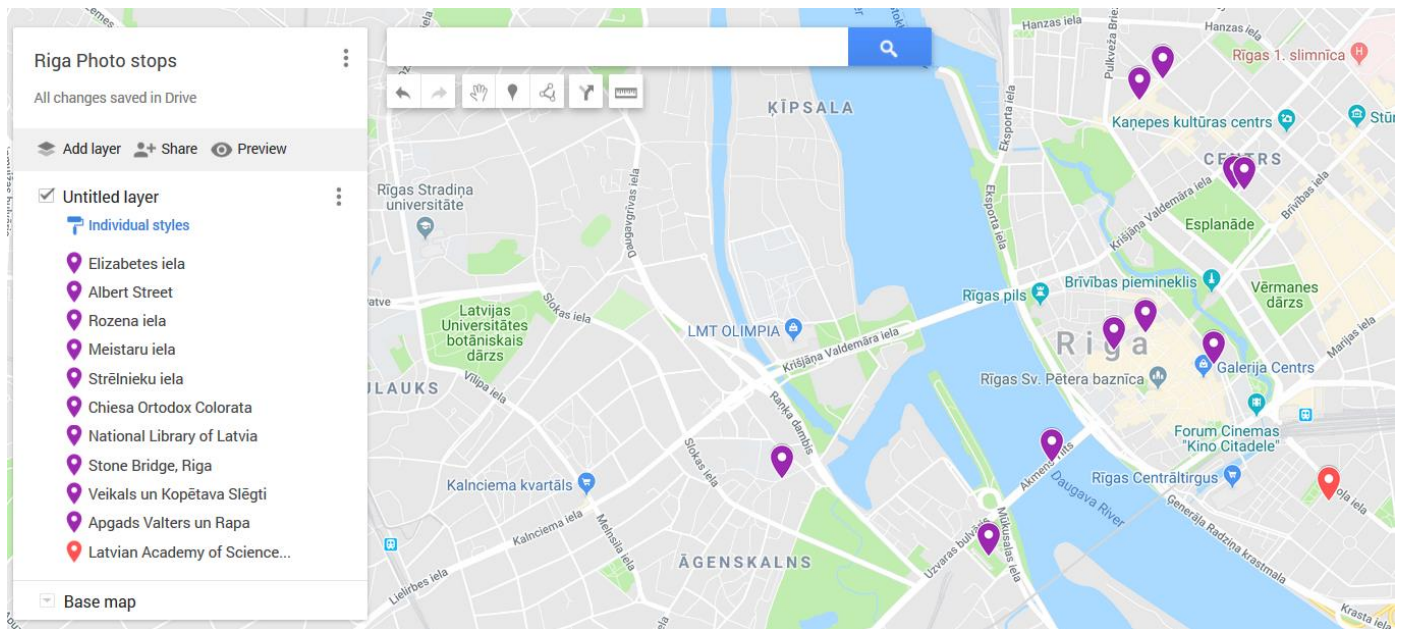 Riga Photo stops
All changes saved in Drive
Add layer
Share
Preview
Untitled layer
Individual styles
Elizabetes iela
Albert Street
Rozena iela
Meistaru iela
Strēlnieku iela
Chiesa Ortodox Colorata
National Library of Latvia
Stone Bridge, Riga
Veikals un Kopētava Slēgti
Apgads Valters un Rapa
Latvian Academy of Science...
Base map
Hanzas iela
Hanzas iela
Rīgas 1. slimnīca
H
ĶĪPSALA
Eksporta iela
Kaņepes kultūras centrs
CENTRS
Rīgas Stradiņa
universitāte
Daugavgrīvas iela
Eksporta iela
Krišjāņa Valdemāra iela
Brīvības iela
Esplanāde
Brīvības piemineklis
Rīgas pils
Vērmanes
dārzs
Slokas iela
Latvijas
Universitātes
botāniskais
dārzs
LMT OLIMPIA
Krišjāņa Valdemāra iela
Riga
Marijas iela
Galerija Centrs
Rīgas Sv. Pētera baznīca
Vīlipa iela
Ranka dambis
Forum Cinemas
"Kino Citadele"
Slokas iela
Akmens tilts
Rīgas Centrāltirgus
Kalnciema kvartāls
Daugava River
Kalnciema iela
Melnsila iela
Mūkusalas iela
Uzvaras bulvāris
Ģenerāļa Radziņa krastmala
ĀGENSKALNS
Lielirbes iela
Krasta iela